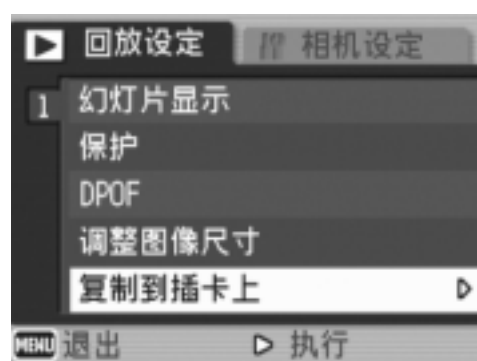 回放设定 相机设定
1 幻灯片显示
保护
DPOF
调整图像尺寸
复制到插卡上
MENU 退出 执行